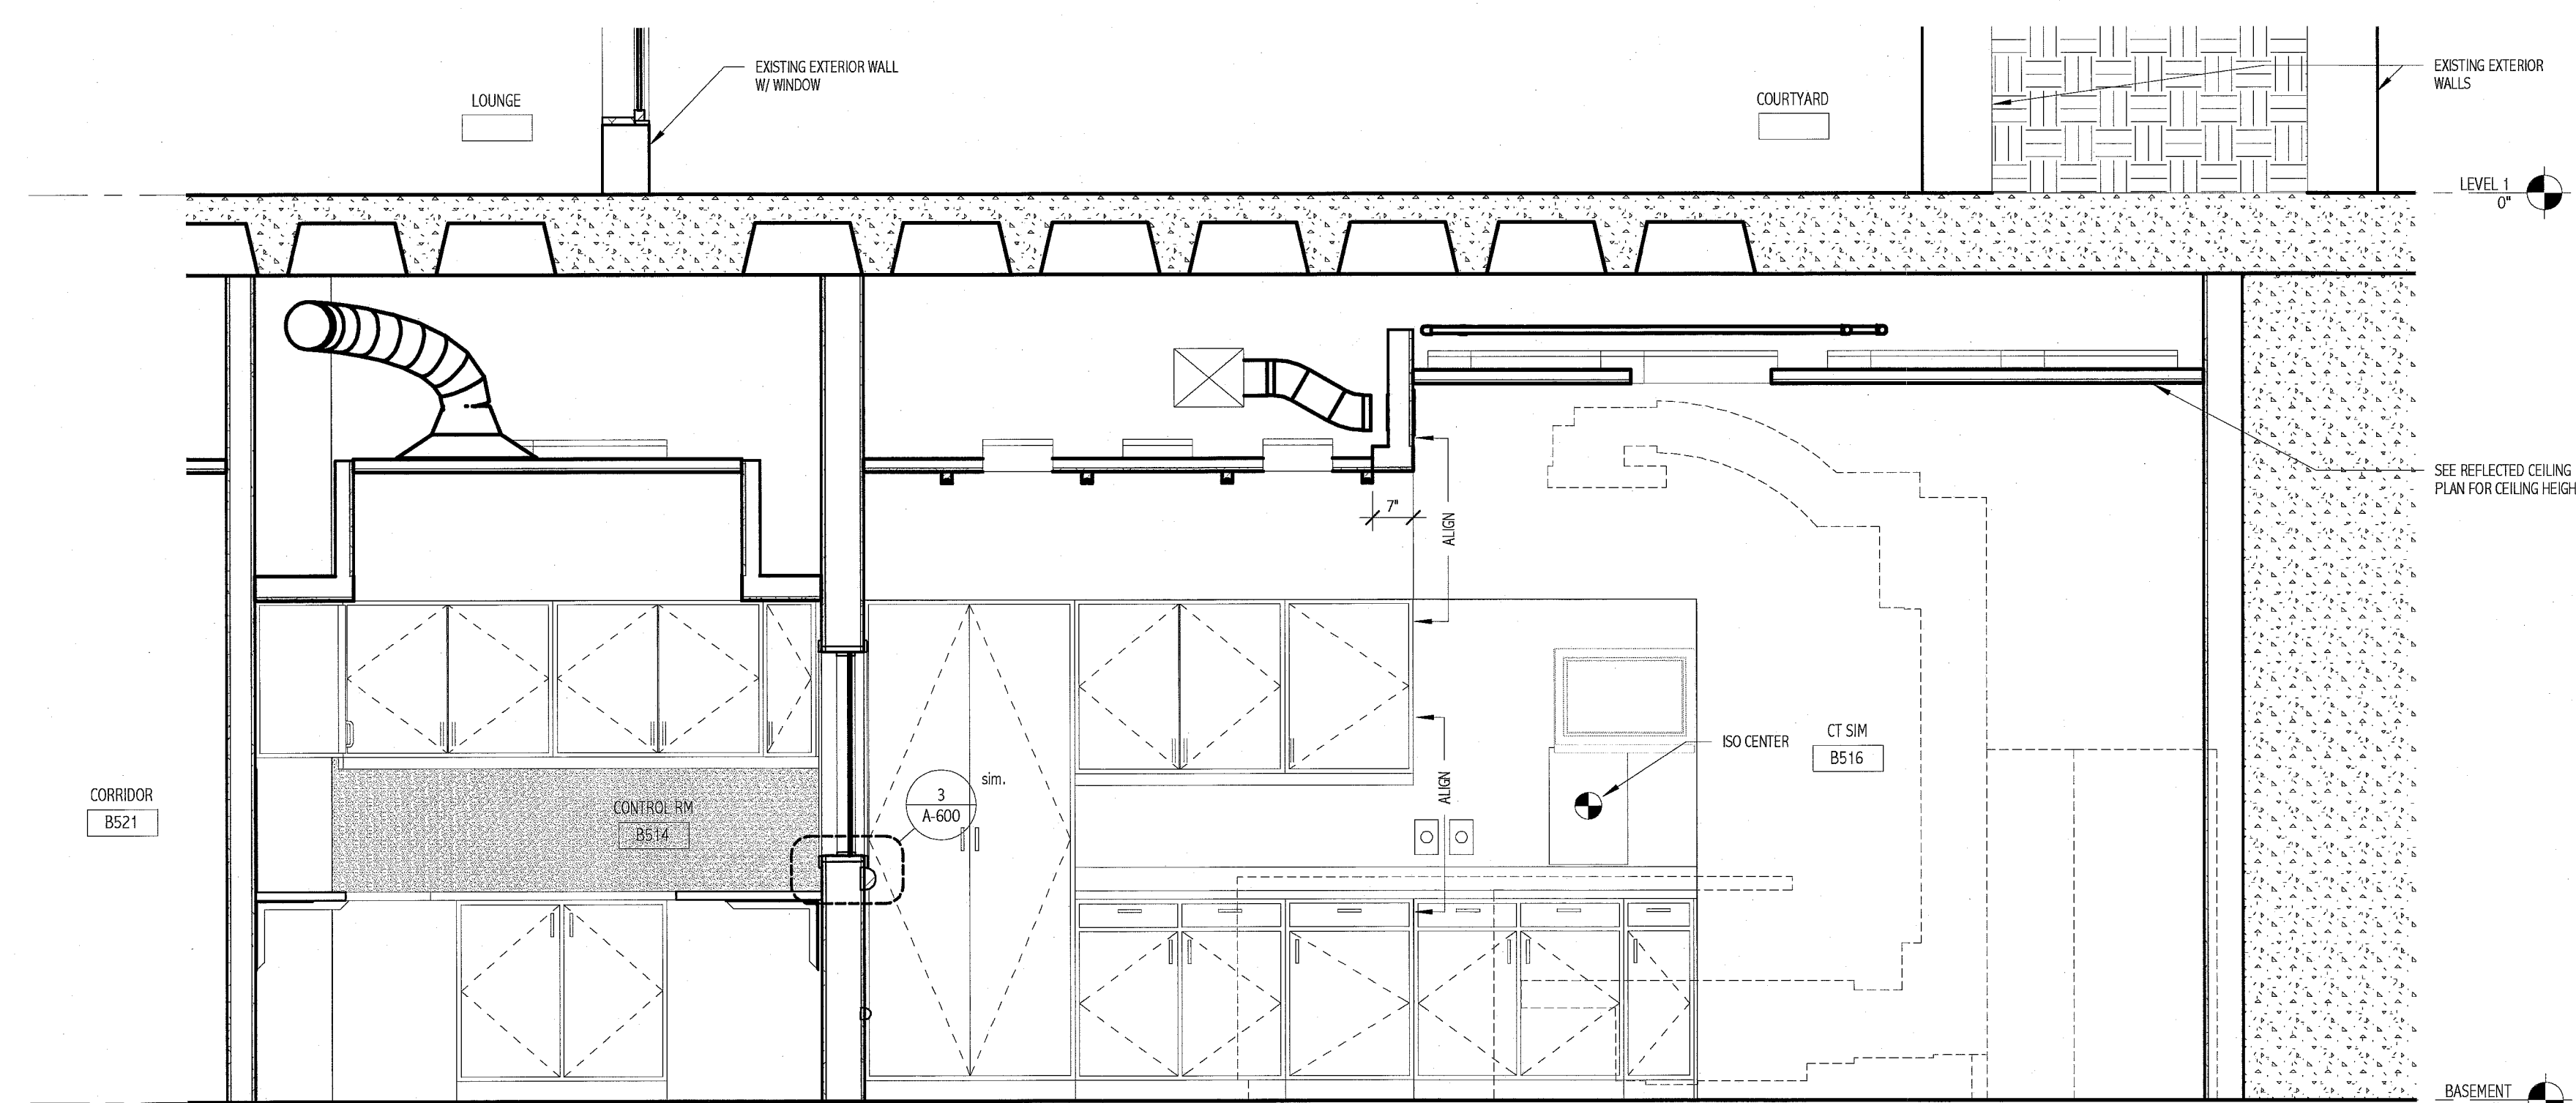 EXISTING EXTERIOR WALL
W/ WINDOW
LOUNGE
COURTYARD
EXISTING EXTERIOR
WALLS
LEVEL 1
0"
SEE REFLECTED CEILING
PLAN FOR CEILING HEIGH
7"
ALIGN
ISO CENTER
CT SIM
B516
sim.
3
A-600
ALIGN
CORRIDOR
B521
CONTROL RM
B514
BASEMENT